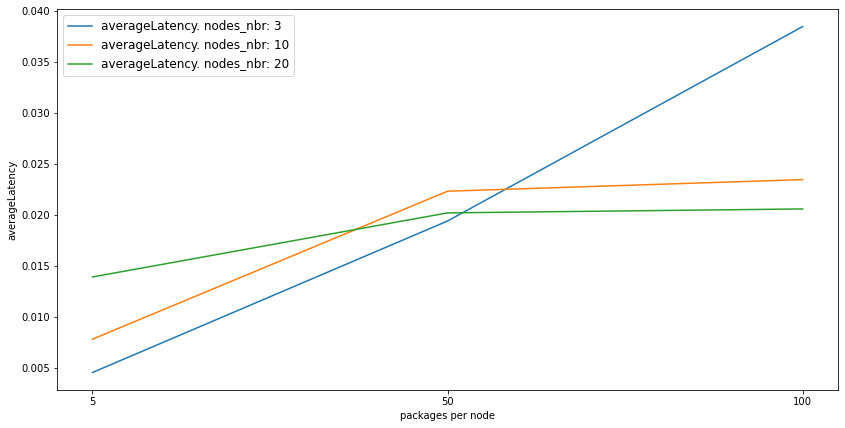 averageLatency. nodes_nbr: 3
averageLatency. nodes_nbr: 10
averageLatency. nodes_nbr: 20
averageLatency
0.040
0.035
0.030
0.025
0.020
0.015
0.010
0.005
5 50 100
packages per node